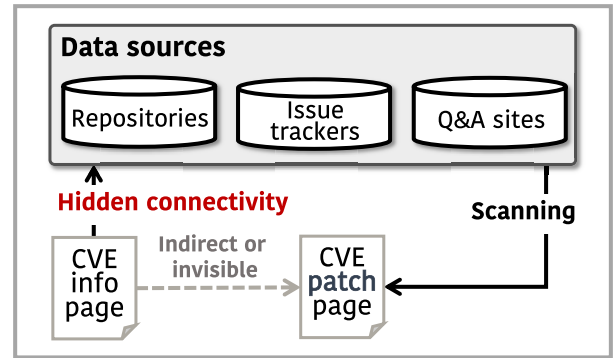 Data sources
Repositories
Issue
trackers
Q&A sites
Hidden connectivity
Scanning
Indirect or
invisible
CVE
info
page
CVE
patch
page